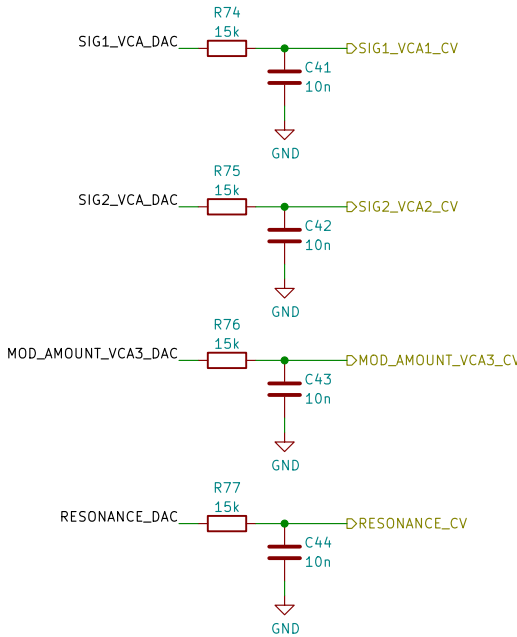 R74
15k
SIG1_VCA_DAC
SIG1_VCA1_CV
C41
10n
GND
R75
15k
SIG2_VCA_DAC
SIG2_VCA2_CV
C42
10n
GND
R76
15k
MOD_AMOUNT_VCA3_DAC
MOD_AMOUNT_VCA3_CV
C43
10n
GND
R77
15k
RESONANCE_DAC
RESONANCE_CV
C44
10n
GND